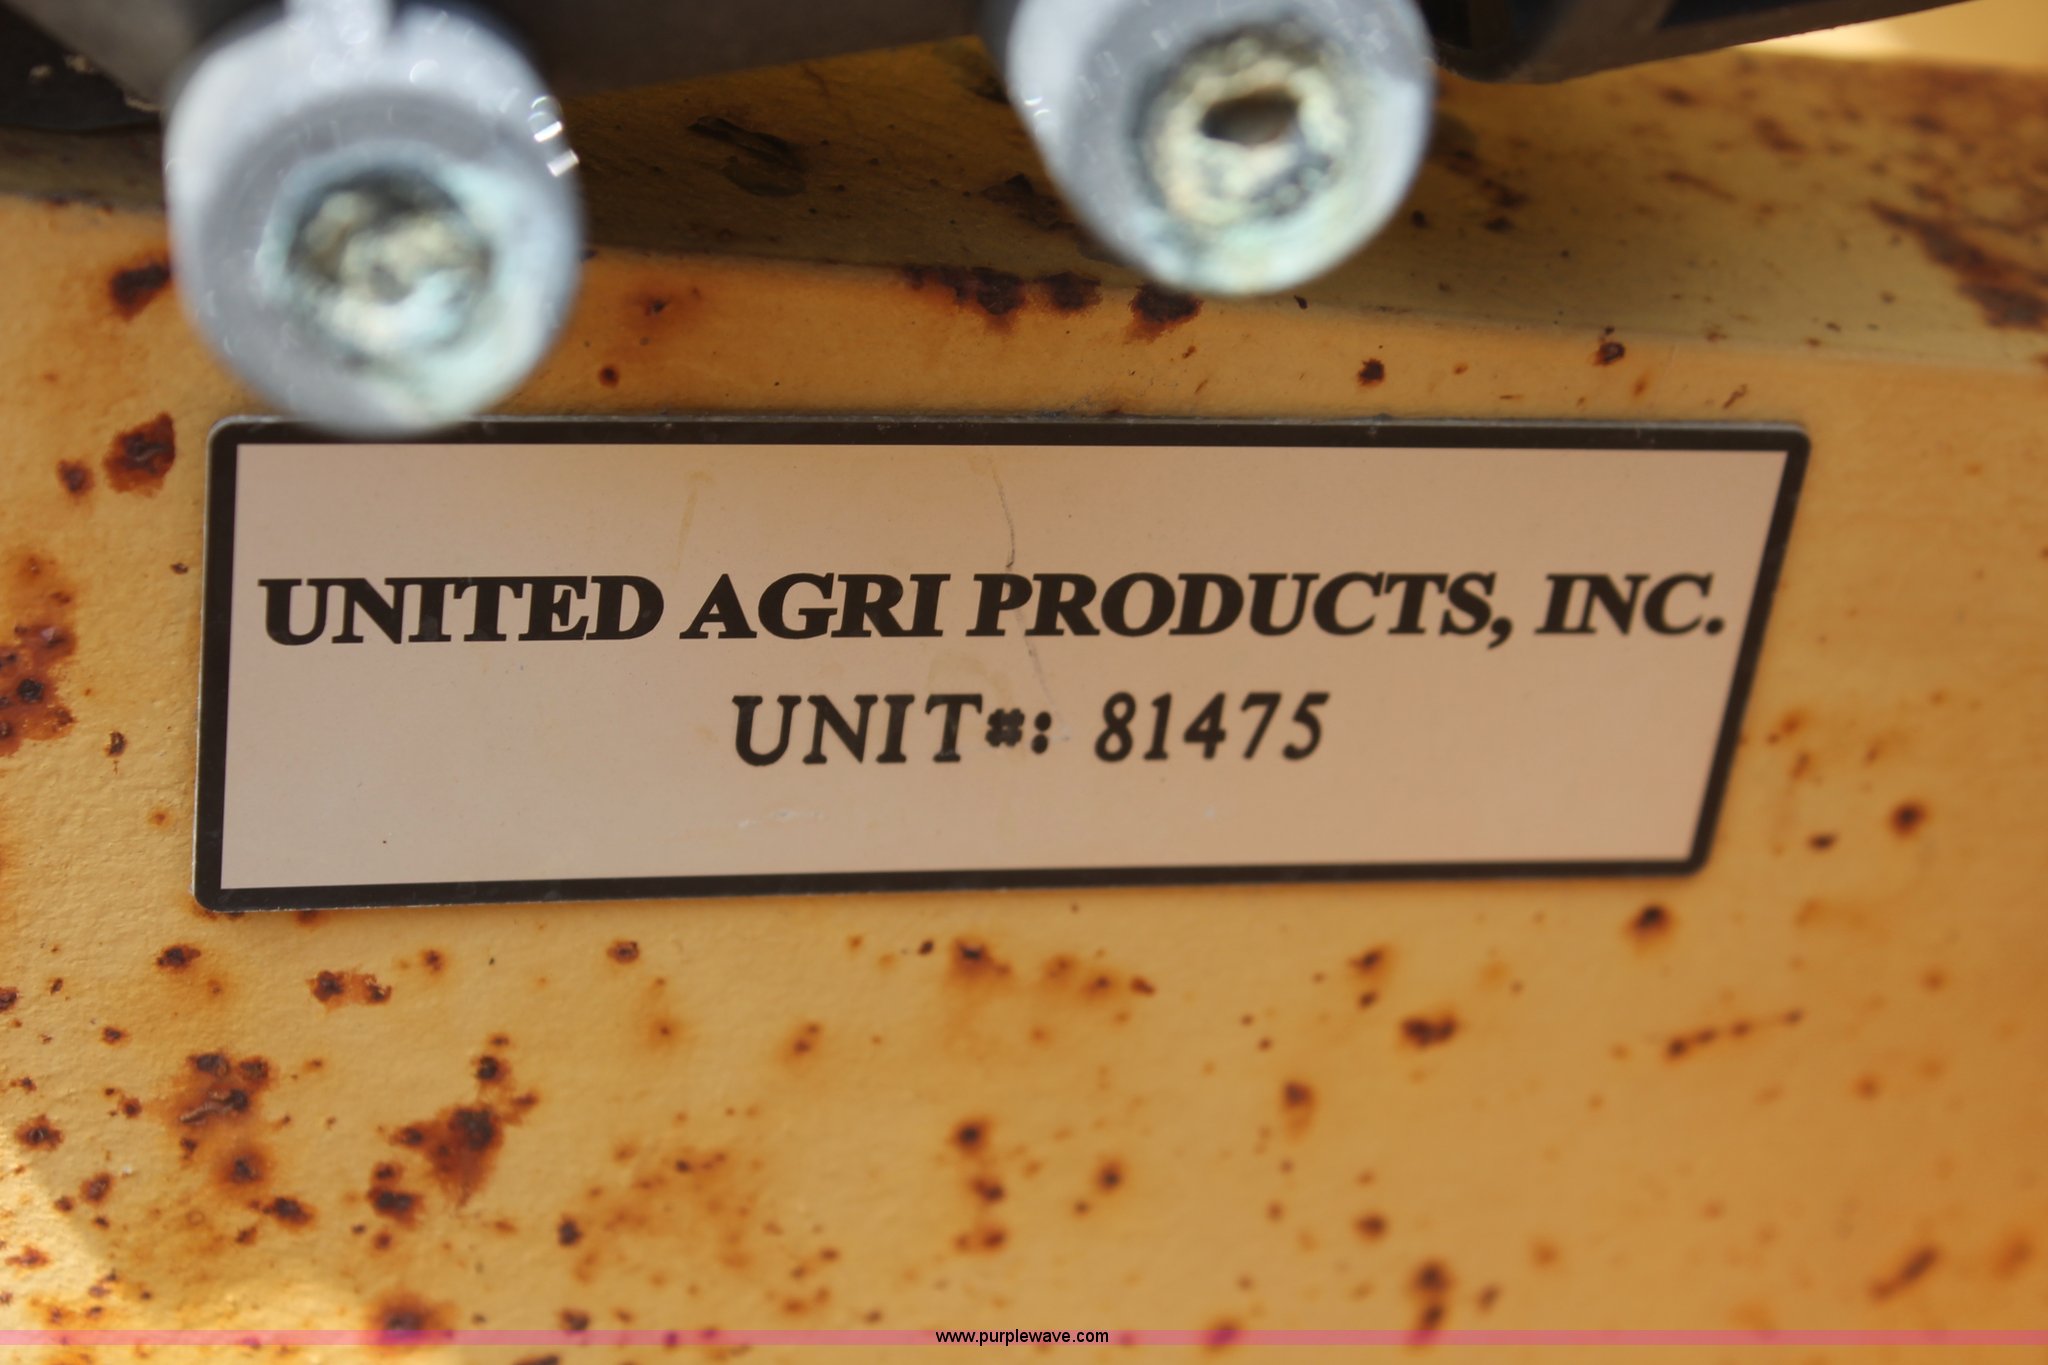 UNITED AGRI PRODUCTS, INC.
UNIT#: 81475
www.purplewave.com